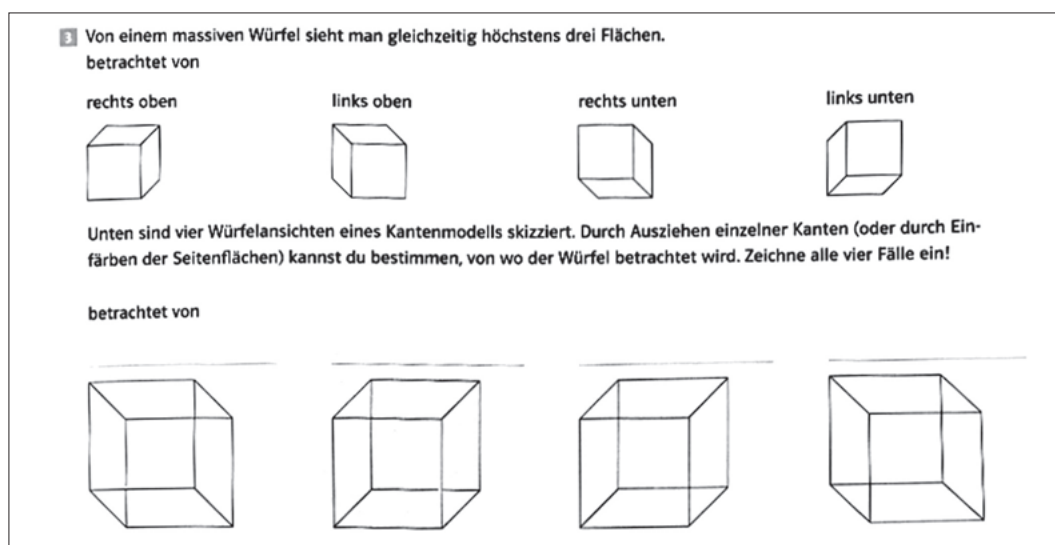 3 Von einem massiven Würfel sieht man gleichzeitig höchstens drei Flächen.
betrachtet von
rechts oben links oben rechts unten links unten
Unten sind vier Würfelansichten eines Kantenmodells skizziert. Durch Ausziehen einzelner Kanten (oder durch Ein-
färben der Seitenflächen) kannst du bestimmen, von wo der Würfel betrachtet wird. Zeichne alle vier Fälle ein!
betrachtet von